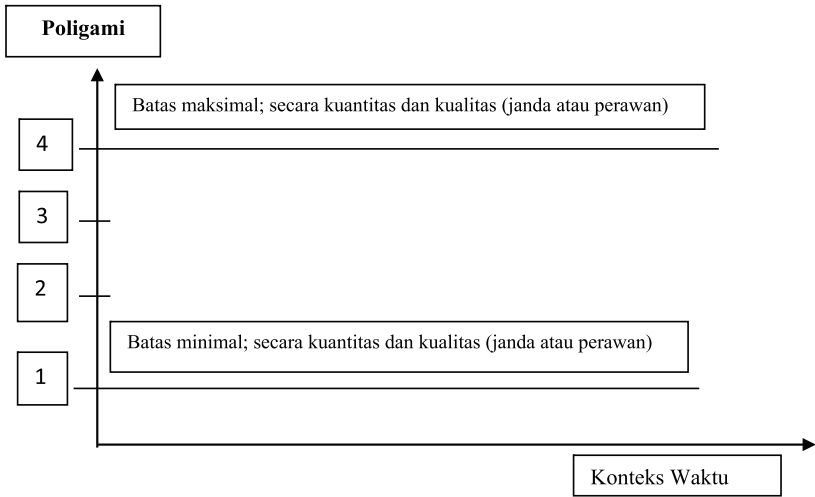 Poligami
Batas maksimal; secara kuantitas dan kualitas (janda atau perawan)
4
3
2
Batas minimal; secara kuantitas dan kualitas (janda atau perawan)
1
Konteks Waktu